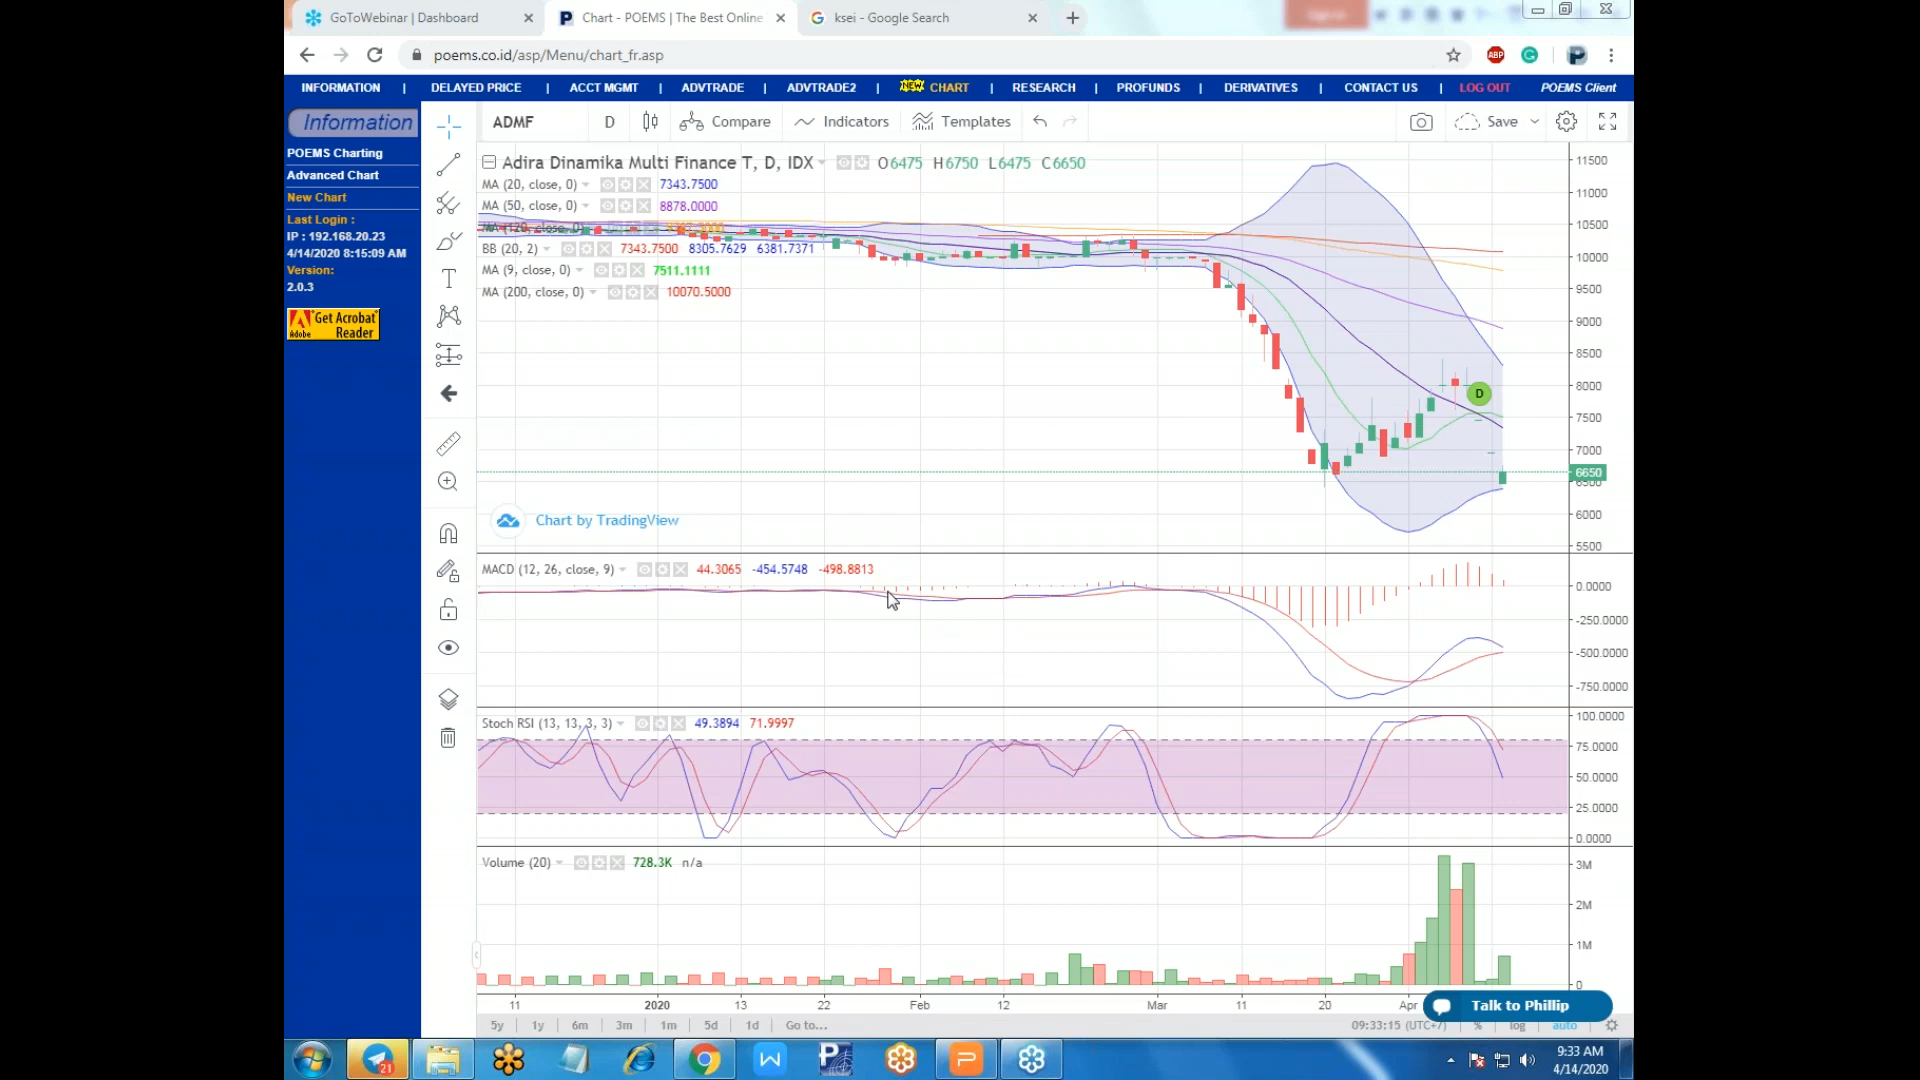 GoToWebinar | Dashboard
Chart - POEMS | The Best Online
ksei - Google Search
poems.co.id/asp/Menu/chart_fr.asp
ABP
INFORMATION | DELAYED PRICE | ACCT MGMT | ADVTRADE | ADVTRADE2 | NEW CHART | RESEARCH | PROFUNDS | DERIVATIVES | CONTACT US | LOG OUT POEMS Client
Information
POEMS Charting
Advanced Chart
New Chart
Last Login :
IP : 192.168.20.23
4/14/2020 8:15:09 AM
Version:
2.0.3
Get Acrobat
Adobe Reader
ADMF D Compare Indicators Templates Save
Adira Dinamika Multi Finance T, D, IDX O6475 H6750 L6475 C6650
MA (20, close, 0) 7343.7500
MA (50, close, 0) 8878.0000
MA (120, close, 0)
BB (20, 2) 7343.7500 8305.7629 6381.7371
MA (9, close, 0) 7511.1111
MA (200, close, 0) 10070.5000
11500
11000
10500
10000
9500
9000
8500
8000
7500
7000
6650
6500
6000
5500
D
Chart by TradingView
MACD (12, 26, close, 9) 44.3065 -454.5748 -498.8813
0.0000
-250.0000
-500.0000
-750.0000
Stoch RSI (13, 13, 3, 3) 49.3894 71.9997
100.0000
75.0000
50.0000
25.0000
0.0000
Volume (20) 728.3K n/a
3M
2M
1M
0
11 2020 13 22 Feb 12 Mar 11 20 Apr
Talk to Phillip
5y 1y 6m 3m 1m 5d 1d Go to... 09:33:15 (UTC+7) % log auto
21
9:33 AM
4/14/2020